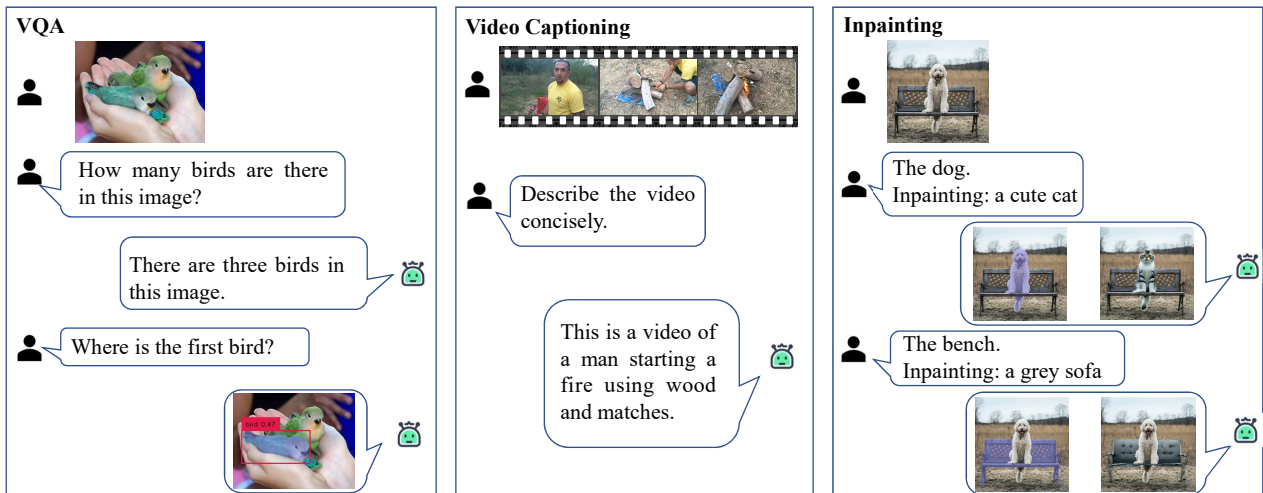 VQA
How many birds are there
in this image?
There are three birds in
this image.
Where is the first bird?
bird 0.47
Video Captioning
Describe the video
concisely.
This is a video of
a man starting a
fire using wood
and matches.
Inpainting
The dog.
Inpainting: a cute cat
The bench.
Inpainting: a grey sofa